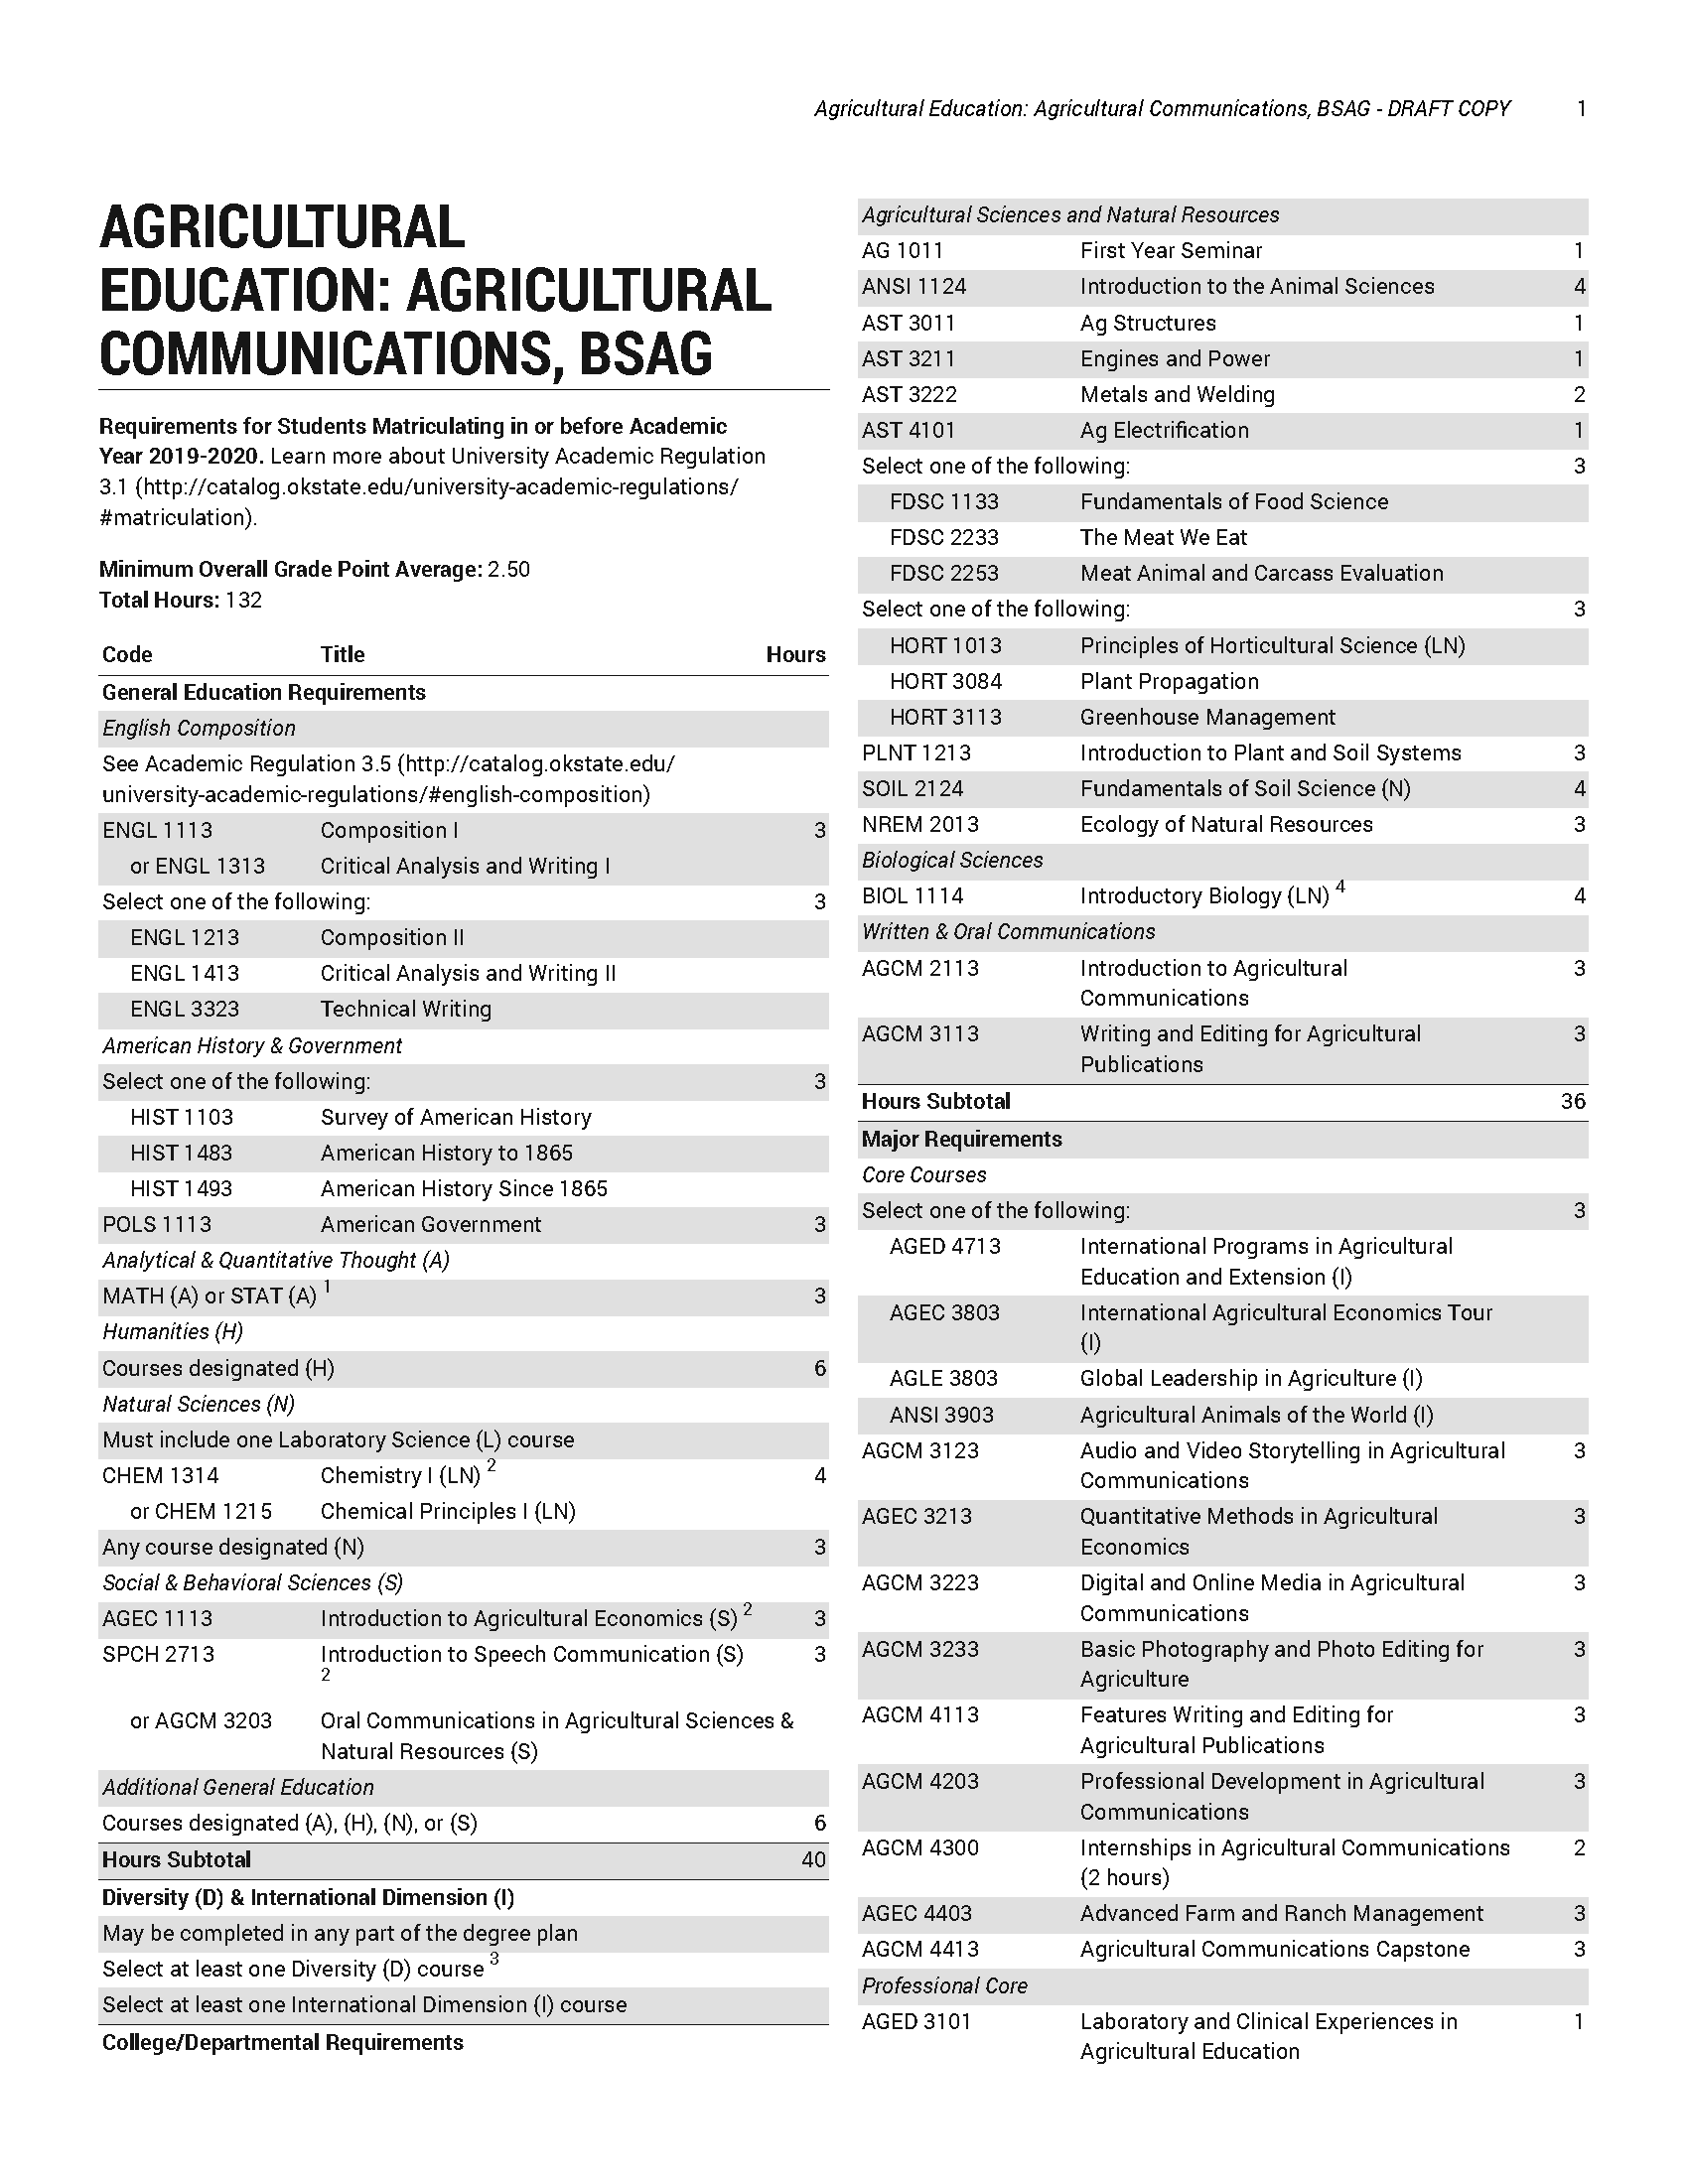 Agricultural Education: Agricultural Communications, BSAG - DRAFT COPY 1
AGRICULTURAL
EDUCATION: AGRICULTURAL
COMMUNICATIONS, BSAG
Requirements for Students Matriculating in or before Academic
Year 2019-2020. Learn more about University Academic Regulation
3.1 (http://catalog.okstate.edu/university-academic-regulations/
#matriculation).
Minimum Overall Grade Point Average: 2.50
Total Hours: 132
Code Title Hours
General Education Requirements
English Composition
See Academic Regulation 3.5 (http://catalog.okstate.edu/
university-academic-regulations/#english-composition)
ENGL 1113 Composition I 3
or ENGL 1313 Critical Analysis and Writing I
Select one of the following: 3
ENGL 1213 Composition II
ENGL 1413 Critical Analysis and Writing II
ENGL 3323 Technical Writing
American History & Government
Select one of the following: 3
HIST 1103 Survey of American History
HIST 1483 American History to 1865
HIST 1493 American History Since 1865
POLS 1113 American Government 3
Analytical & Quantitative Thought (A)
MATH (A) or STAT (A) 1 3
Humanities (H)
Courses designated (H) 6
Natural Sciences (N)
Must include one Laboratory Science (L) course
CHEM 1314 Chemistry I (LN) 2 4
or CHEM 1215 Chemical Principles I (LN)
Any course designated (N) 3
Social & Behavioral Sciences (S)
AGEC 1113 Introduction to Agricultural Economics (S) 2 3
SPCH 2713 Introduction to Speech Communication (S) 3
2
or AGCM 3203 Oral Communications in Agricultural Sciences &
Natural Resources (S)
Additional General Education
Courses designated (A), (H), (N), or (S) 6
Hours Subtotal 40
Diversity (D) & International Dimension (I)
May be completed in any part of the degree plan
Select at least one Diversity (D) course 3
Select at least one International Dimension (I) course
College/Departmental Requirements
Agricultural Sciences and Natural Resources
AG 1011 First Year Seminar 1
ANSI 1124 Introduction to the Animal Sciences 4
AST 3011 Ag Structures 1
AST 3211 Engines and Power 1
AST 3222 Metals and Welding 2
AST 4101 Ag Electrification 1
Select one of the following: 3
FDSC 1133 Fundamentals of Food Science
FDSC 2233 The Meat We Eat
FDSC 2253 Meat Animal and Carcass Evaluation
Select one of the following: 3
HORT 1013 Principles of Horticultural Science (LN)
HORT 3084 Plant Propagation
HORT 3113 Greenhouse Management
PLNT 1213 Introduction to Plant and Soil Systems 3
SOIL 2124 Fundamentals of Soil Science (N) 4
NREM 2013 Ecology of Natural Resources 3
Biological Sciences
BIOL 1114 Introductory Biology (LN) 4 4
Written & Oral Communications
AGCM 2113 Introduction to Agricultural 3
Communications
AGCM 3113 Writing and Editing for Agricultural 3
Publications
Hours Subtotal 36
Major Requirements
Core Courses
Select one of the following: 3
AGED 4713 International Programs in Agricultural
Education and Extension (I)
AGEC 3803 International Agricultural Economics Tour
(I)
AGLE 3803 Global Leadership in Agriculture (I)
ANSI 3903 Agricultural Animals of the World (I)
AGCM 3123 Audio and Video Storytelling in Agricultural 3
Communications
AGEC 3213 Quantitative Methods in Agricultural 3
Economics
AGCM 3223 Digital and Online Media in Agricultural 3
Communications
AGCM 3233 Basic Photography and Photo Editing for 3
Agriculture
AGCM 4113 Features Writing and Editing for 3
Agricultural Publications
AGCM 4203 Professional Development in Agricultural 3
Communications
AGCM 4300 Internships in Agricultural Communications 2
(2 hours)
AGEC 4403 Advanced Farm and Ranch Management 3
AGCM 4413 Agricultural Communications Capstone 3
Professional Core
AGED 3101 Laboratory and Clinical Experiences in 1
Agricultural Education